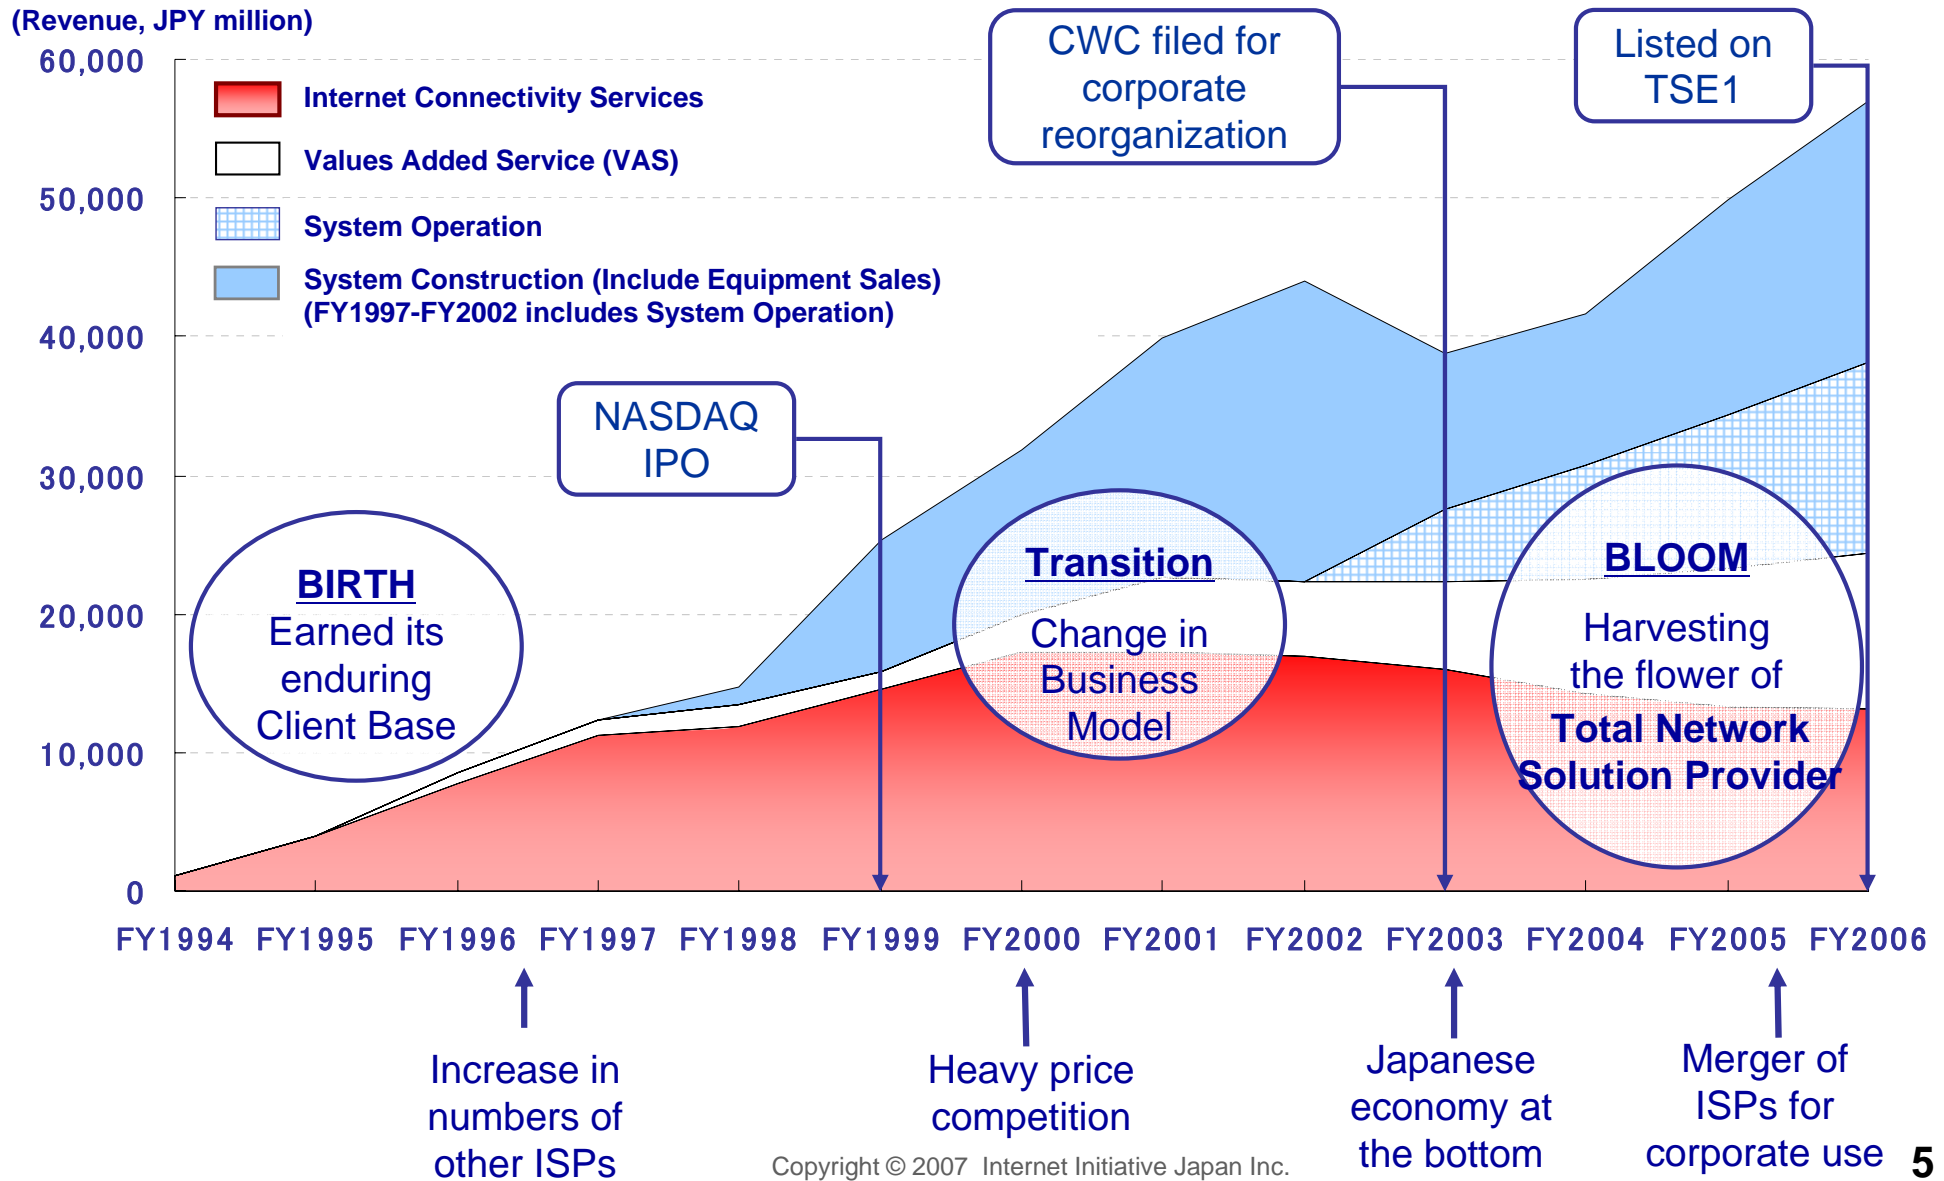 (Revenue, JPY million)
60,000
50,000
40,000
30,000
20,000
10,000
0
Internet Connectivity Services
Values Added Service (VAS)
System Operation
System Construction (Include Equipment Sales)
(FY1997-FY2002 includes System Operation)
CWC filed for
corporate
reorganization
Listed on
TSE1
NASDAQ
IPO
BIRTH
Earned its
enduring
Client Base
Transition
Change in
Business
Model
BLOOM
Harvesting
the flower of
Total Network
Solution Provider
FY1994 FY1995 FY1996 FY1997 FY1998 FY1999 FY2000 FY2001 FY2002 FY2003 FY2004 FY2005 FY2006
Increase in
numbers of
other ISPs
Heavy price
competition
Japanese
economy at
the bottom
Merger of
ISPs for
corporate use
Copyright © 2007 Internet Initiative Japan Inc.
5